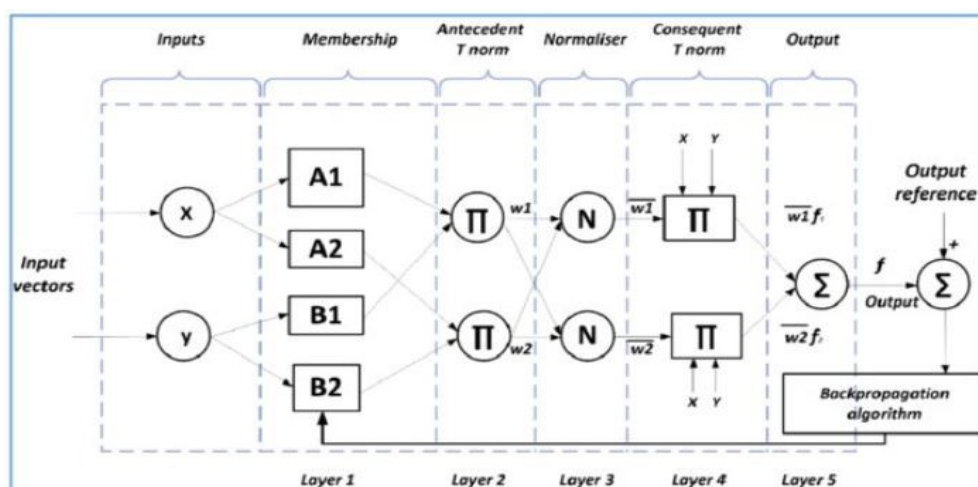 Inputs
Membership
Antecedent
T norm
Normaliser
Consequent
T norm
Output
Input
vectors
x
y
A1
A2
B1
B2
Π
w1
Π
w2
N
w1
N
w2
X Y
Π
Π
X Y
w1 f₁
w2 f₂
Σ
f
Output
Output
reference
+
Σ
Backpropagation
algorithm
Layer 1
Layer 2
Layer 3
Layer 4
Layer 5